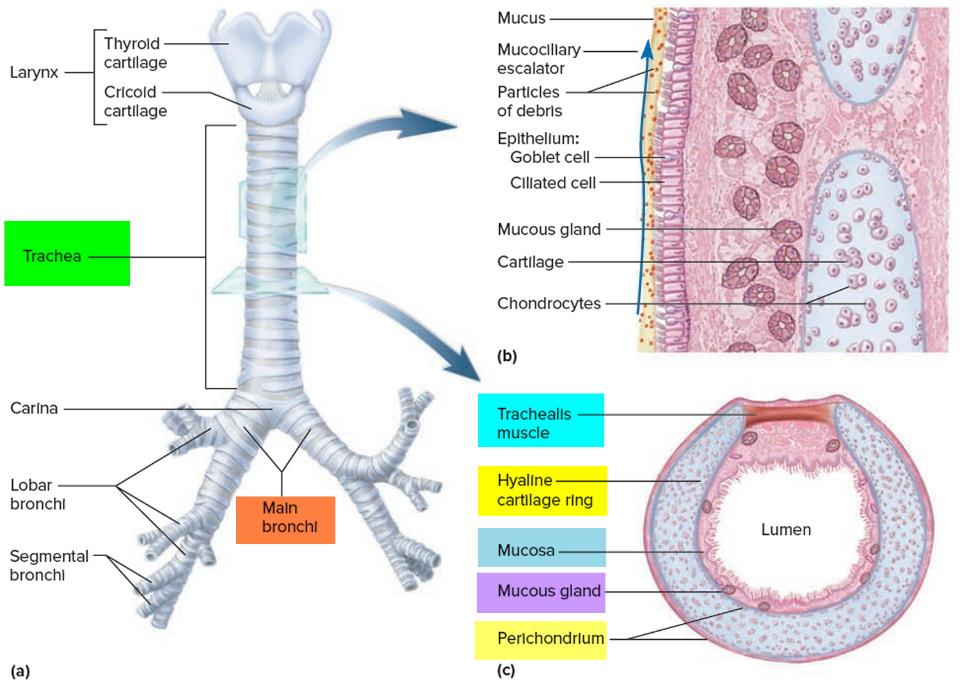 Larynx
Thyroid
cartilage
Cricoid
cartilage
Trachea
Carina
Lobar
bronchi
Segmental
bronchi
Main
bronchi
(a)
Mucus
Mucociliary
escalator
Particles
of debris
Epithelium:
Goblet cell
Ciliated cell
Mucous gland
Cartilage
Chondrocytes
(b)
Trachealis
muscle
Hyaline
cartilage ring
Mucosa
Mucous gland
Perichondrium
Lumen
(c)